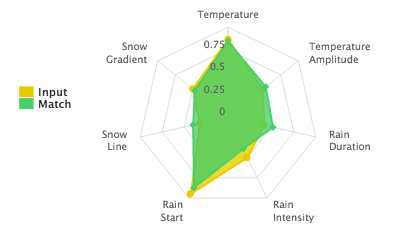 Temperature
Snow
Gradient
0.75
Temperature
Amplitude
0.5
Input
Match
0.25
0
Snow
Line
Rain
Duration
Rain
Start
Rain
Intensity